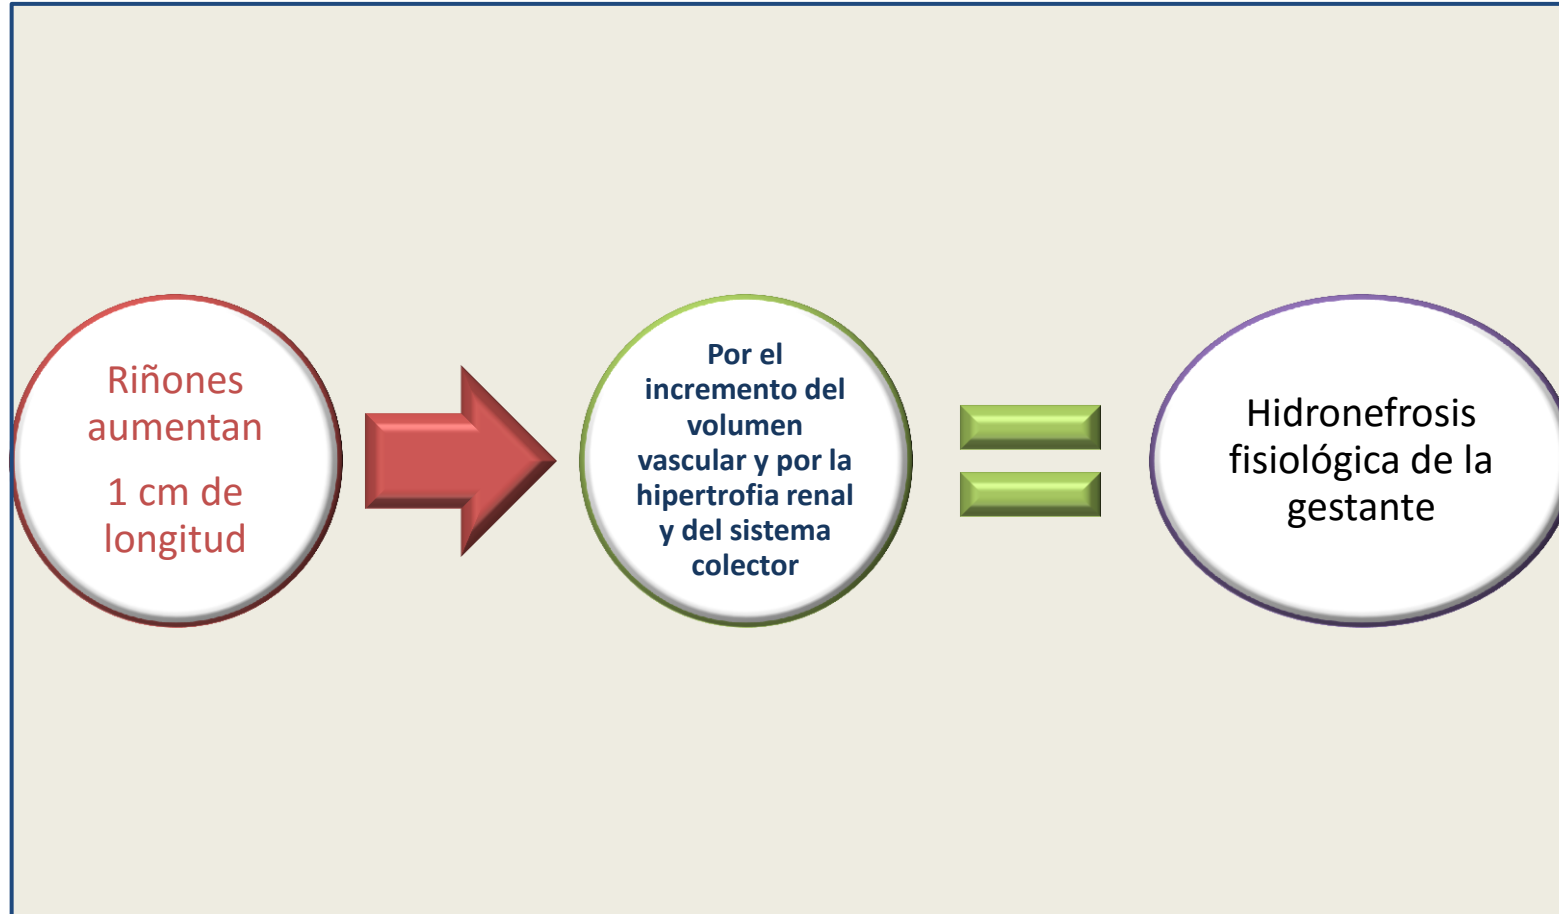 Riñones
aumentan
1 cm de
longitud
Por el
incremento del
volumen
vascular y por la
hipertrofia renal
y del sistema
colector
Hidronefrosis
fisiológica de la
gestante